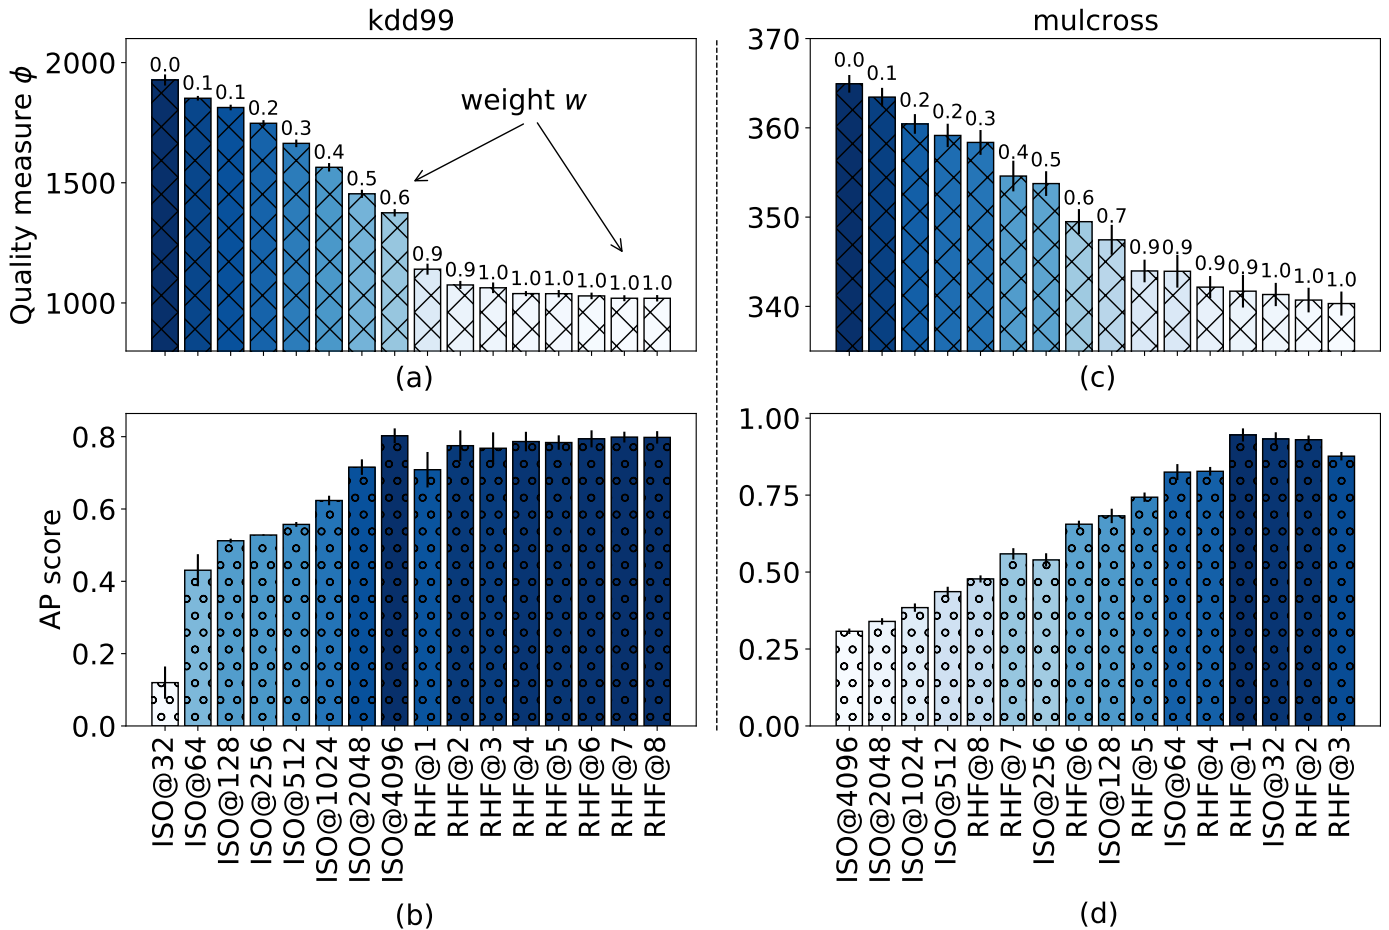 kdd99
Quality measure ϕ
2000
1500
1000
0.0
0.1
0.1
0.2
0.3
0.4
0.5
0.6
0.9
0.9
1.0
1.0
1.0
1.0
1.0
1.0
weight w
(a)
mulcross
370
360
350
340
0.0
0.1
0.2
0.2
0.3
0.4
0.5
0.6
0.7
0.9
0.9
0.9
0.9
1.0
1.0
1.0
(c)
AP score
0.8
0.6
0.4
0.2
0.0
ISO@32
ISO@64
ISO@128
ISO@256
ISO@512
ISO@1024
ISO@2048
ISO@4096
RHF@1
RHF@2
RHF@3
RHF@4
RHF@5
RHF@6
RHF@7
RHF@8
(b)
1.00
0.75
0.50
0.25
0.00
ISO@4096
ISO@2048
ISO@1024
ISO@512
RHF@8
RHF@7
ISO@256
RHF@6
ISO@128
RHF@5
ISO@64
RHF@4
RHF@1
ISO@32
RHF@2
RHF@3
(d)